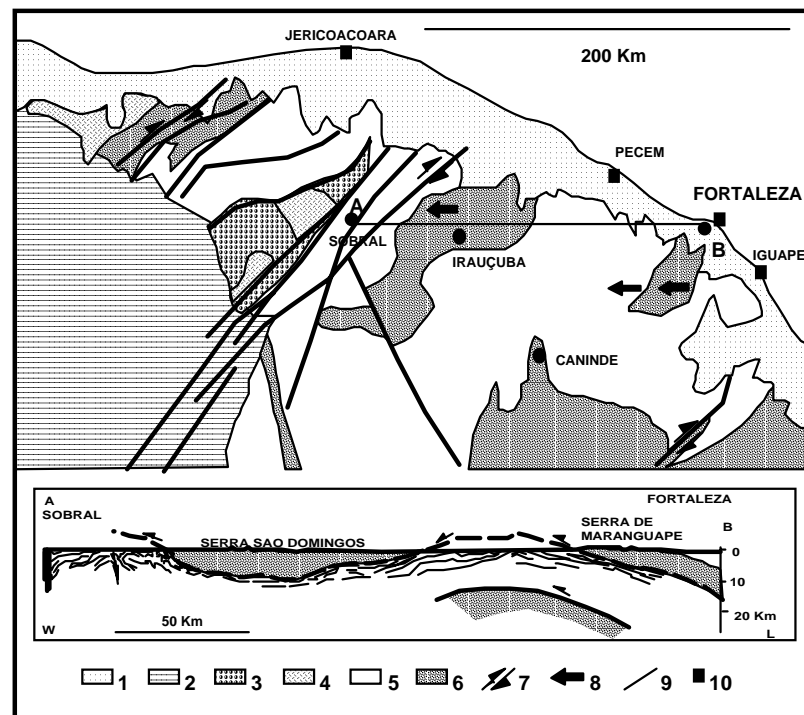 JERICOACOARA
200 Km
PECEM
FORTALEZA
A
SOBRAL
B
IGUAPE
IRAUÇUBA
CANINDE
A
SOBRAL
FORTALEZA
SERRA SAO DOMINGOS
SERRA DE
MARANGUAPE
B
0
10
20 Km
W
50 Km
L
1 2 3 4 5 6 7 8 9 10